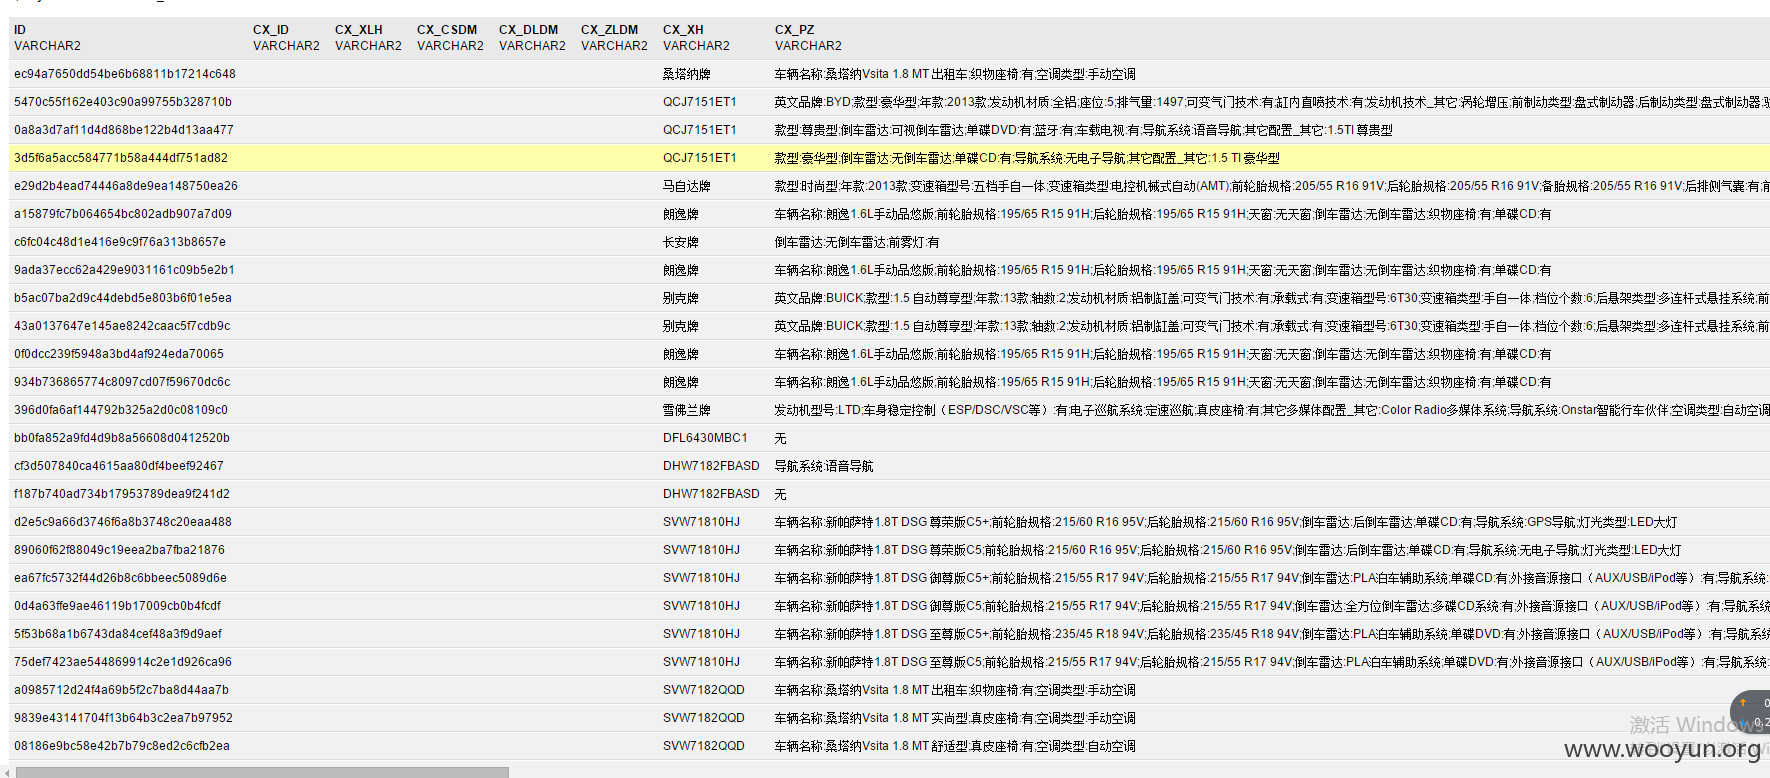 ID CX_ID CX_XLH CX_CSDM CX_DLDM CX_ZLDM CX_XH CX_PZ
VARCHAR2 VARCHAR2 VARCHAR2 VARCHAR2 VARCHAR2 VARCHAR2 VARCHAR2 VARCHAR2
ec94a7650dd54be6b68811b17214c648 桑塔纳牌 车辆名称:桑塔纳Vsita 1.8 MT 出租车;织物座椅:有;空调类型:手动空调
5470c55f162e403c90a99755b328710b QCJ7151ET1 英文品牌:BYD;款型:豪华型;年款:2013款;发动机材质:全铝;座位:5;排气量:1497;可变气门技术:有;缸内直喷技术:有;发动机技术_其它:涡轮增压;前制动类型:盘式制动器;后制动类型:盘式制动器;
0a8a3d7af11d4d868be122b4d13aa477 QCJ7151ET1 款型:尊贵型;倒车雷达:可视倒车雷达;单碟DVD:有;蓝牙:有;车载电视:有;导航系统:语音导航;其它配置_其它:1.5TI 尊贵型
3d5f6a5acc584771b58a444df751ad82 QCJ7151ET1 款型:豪华型;倒车雷达:无倒车雷达;单碟CD:有;导航系统:无电子导航;其它配置_其它:1.5 TI 豪华型
e29d2b4ead74446a8de9ea148750ea26 马自达牌 款型:时尚型;年款:2013款;变速箱型号:五档手自一体;变速箱类型:电控机械式自动(AMT);前轮胎规格:205/55 R16 91V;后轮胎规格:205/55 R16 91V;备胎规格:205/55 R16 91V;后排侧气囊:有;前
a15879fc7b064654bc802adb907a7d09 朗逸牌 车辆名称:朗逸1.6L手动品悠版;前轮胎规格:195/65 R15 91H;后轮胎规格:195/65 R15 91H;天窗:无天窗;倒车雷达:无倒车雷达;织物座椅:有;单碟CD:有
c6fc04c48d1e416e9c9f76a313b8657e 长安牌 倒车雷达:无倒车雷达;前雾灯:有
9ada37ecc62a429e9031161c09b5e2b1 朗逸牌 车辆名称:朗逸1.6L手动品悠版;前轮胎规格:195/65 R15 91H;后轮胎规格:195/65 R15 91H;天窗:无天窗;倒车雷达:无倒车雷达;织物座椅:有;单碟CD:有
b5ac07ba2d9c44debd5e803b6f01e5ea 别克牌 英文品牌:BUICK;款型:1.5 自动尊享型;年款:13款;轴数:2;发动机材质:铝制缸盖;可变气门技术:有;承载式:有;变速箱型号:6T30;变速箱类型:手自一体;档位个数:6;后悬架类型:多连杆式悬挂系统;前
43a0137647e145ae8242caac5f7cdb9c 别克牌 英文品牌:BUICK;款型:1.5 自动尊享型;年款:13款;轴数:2;发动机材质:铝制缸盖;可变气门技术:有;承载式:有;变速箱型号:6T30;变速箱类型:手自一体;档位个数:6;后悬架类型:多连杆式悬挂系统;前
0f0dcc239f5948a3bd4af924eda70065 朗逸牌 车辆名称:朗逸1.6L手动品悠版;前轮胎规格:195/65 R15 91H;后轮胎规格:195/65 R15 91H;天窗:无天窗;倒车雷达:无倒车雷达;织物座椅:有;单碟CD:有
934b736865774c8097cd07f59670dc6c 朗逸牌 车辆名称:朗逸1.6L手动品悠版;前轮胎规格:195/65 R15 91H;后轮胎规格:195/65 R15 91H;天窗:无天窗;倒车雷达:无倒车雷达;织物座椅:有;单碟CD:有
396d0fa6af144792b325a2d0c08109c0 雪佛兰牌 发动机型号:LTD;车身稳定控制（ESP/DSC/VSC等）:有;电子巡航系统:定速巡航;真皮座椅:有;其它多媒体配置_其它:Color Radio多媒体系统;导航系统:Onstar智能行车伙伴;空调类型:自动空调
bb0fa852a9fd4d9b8a56608d0412520b DFL6430MBC1 无
cf3d507840ca4615aa80df4beef92467 DHW7182FBASD 导航系统:语音导航
f187b740ad734b17953789dea9f241d2 DHW7182FBASD 无
d2e5c9a66d3746f6a8b3748c20eaa488 SVW71810HJ 车辆名称:新帕萨特1.8T DSG 尊荣版C5+;前轮胎规格:215/60 R16 95V;后轮胎规格:215/60 R16 95V;倒车雷达:后倒车雷达;单碟CD:有;导航系统:GPS导航;灯光类型:LED大灯
89060f62f88049c19eea2ba7fba21876 SVW71810HJ 车辆名称:新帕萨特1.8T DSG 尊荣版C5;前轮胎规格:215/60 R16 95V;后轮胎规格:215/60 R16 95V;倒车雷达:后倒车雷达;单碟CD:有;导航系统:无电子导航;灯光类型:LED大灯
ea67fc5732f44d26b8c6bbeec5089d6e SVW71810HJ 车辆名称:新帕萨特1.8T DSG 御尊版C5+;前轮胎规格:215/55 R17 94V;后轮胎规格:215/55 R17 94V;倒车雷达:PLA泊车辅助系统;单碟CD:有;外接音源接口（AUX/USB/iPod等）:有;导航系统:
0d4a63ffe9ae46119b17009cb0b4fcdf SVW71810HJ 车辆名称:新帕萨特1.8T DSG 御尊版C5;前轮胎规格:215/55 R17 94V;后轮胎规格:215/55 R17 94V;倒车雷达:全方位倒车雷达;多碟CD系统:有;外接音源接口（AUX/USB/iPod等）:有;导航系
5f53b68a1b6743da84cef48a3f9d9aef SVW71810HJ 车辆名称:新帕萨特1.8T DSG 至尊版C5+;前轮胎规格:235/45 R18 94V;后轮胎规格:235/45 R18 94V;倒车雷达:PLA泊车辅助系统;单碟DVD:有;外接音源接口（AUX/USB/iPod等）:有;导航系
75def7423ae544869914c2e1d926ca96 SVW71810HJ 车辆名称:新帕萨特1.8T DSG 至尊版C5;前轮胎规格:215/55 R17 94V;后轮胎规格:215/55 R17 94V;倒车雷达:PLA泊车辅助系统;单碟DVD:有;外接音源接口（AUX/USB/iPod等）:有;导航系统:
a0985712d24f4a69b5f2c7ba8d44aa7b SVW7182QQD 车辆名称:桑塔纳Vsita 1.8 MT 出租车;织物座椅:有;空调类型:手动空调
9839e43141704f13b64b3c2ea7b97952 SVW7182QQD 车辆名称:桑塔纳Vsita 1.8 MT 实尚型;真皮座椅:有;空调类型:手动空调
08186e9bc58e42b7b79c8ed2c6cfb2ea SVW7182QQD 车辆名称:桑塔纳Vsita 1.8 MT 舒适型;真皮座椅:有;空调类型:自动空调
激活 Windows
www.wooyun.org